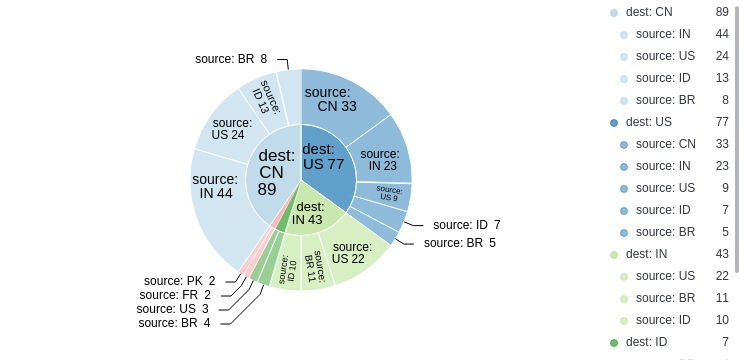 source: BR 8
source:
CN 33
source:
ID 13
source:
US 24
dest:
CN
89
dest:
US 77
source:
IN 23
source:
IN 44
source:
US 9
dest:
IN 43
source: ID 7
source: BR 5
source:
US 22
source:
BR 11
source:
ID 10
source: PK 2
source: FR 2
source: US 3
source: BR 4
dest: CN 89
source: IN 44
source: US 24
source: ID 13
source: BR 8
dest: US 77
source: CN 33
source: IN 23
source: US 9
source: ID 7
source: BR 5
dest: IN 43
source: US 22
source: BR 11
source: ID 10
dest: ID 7